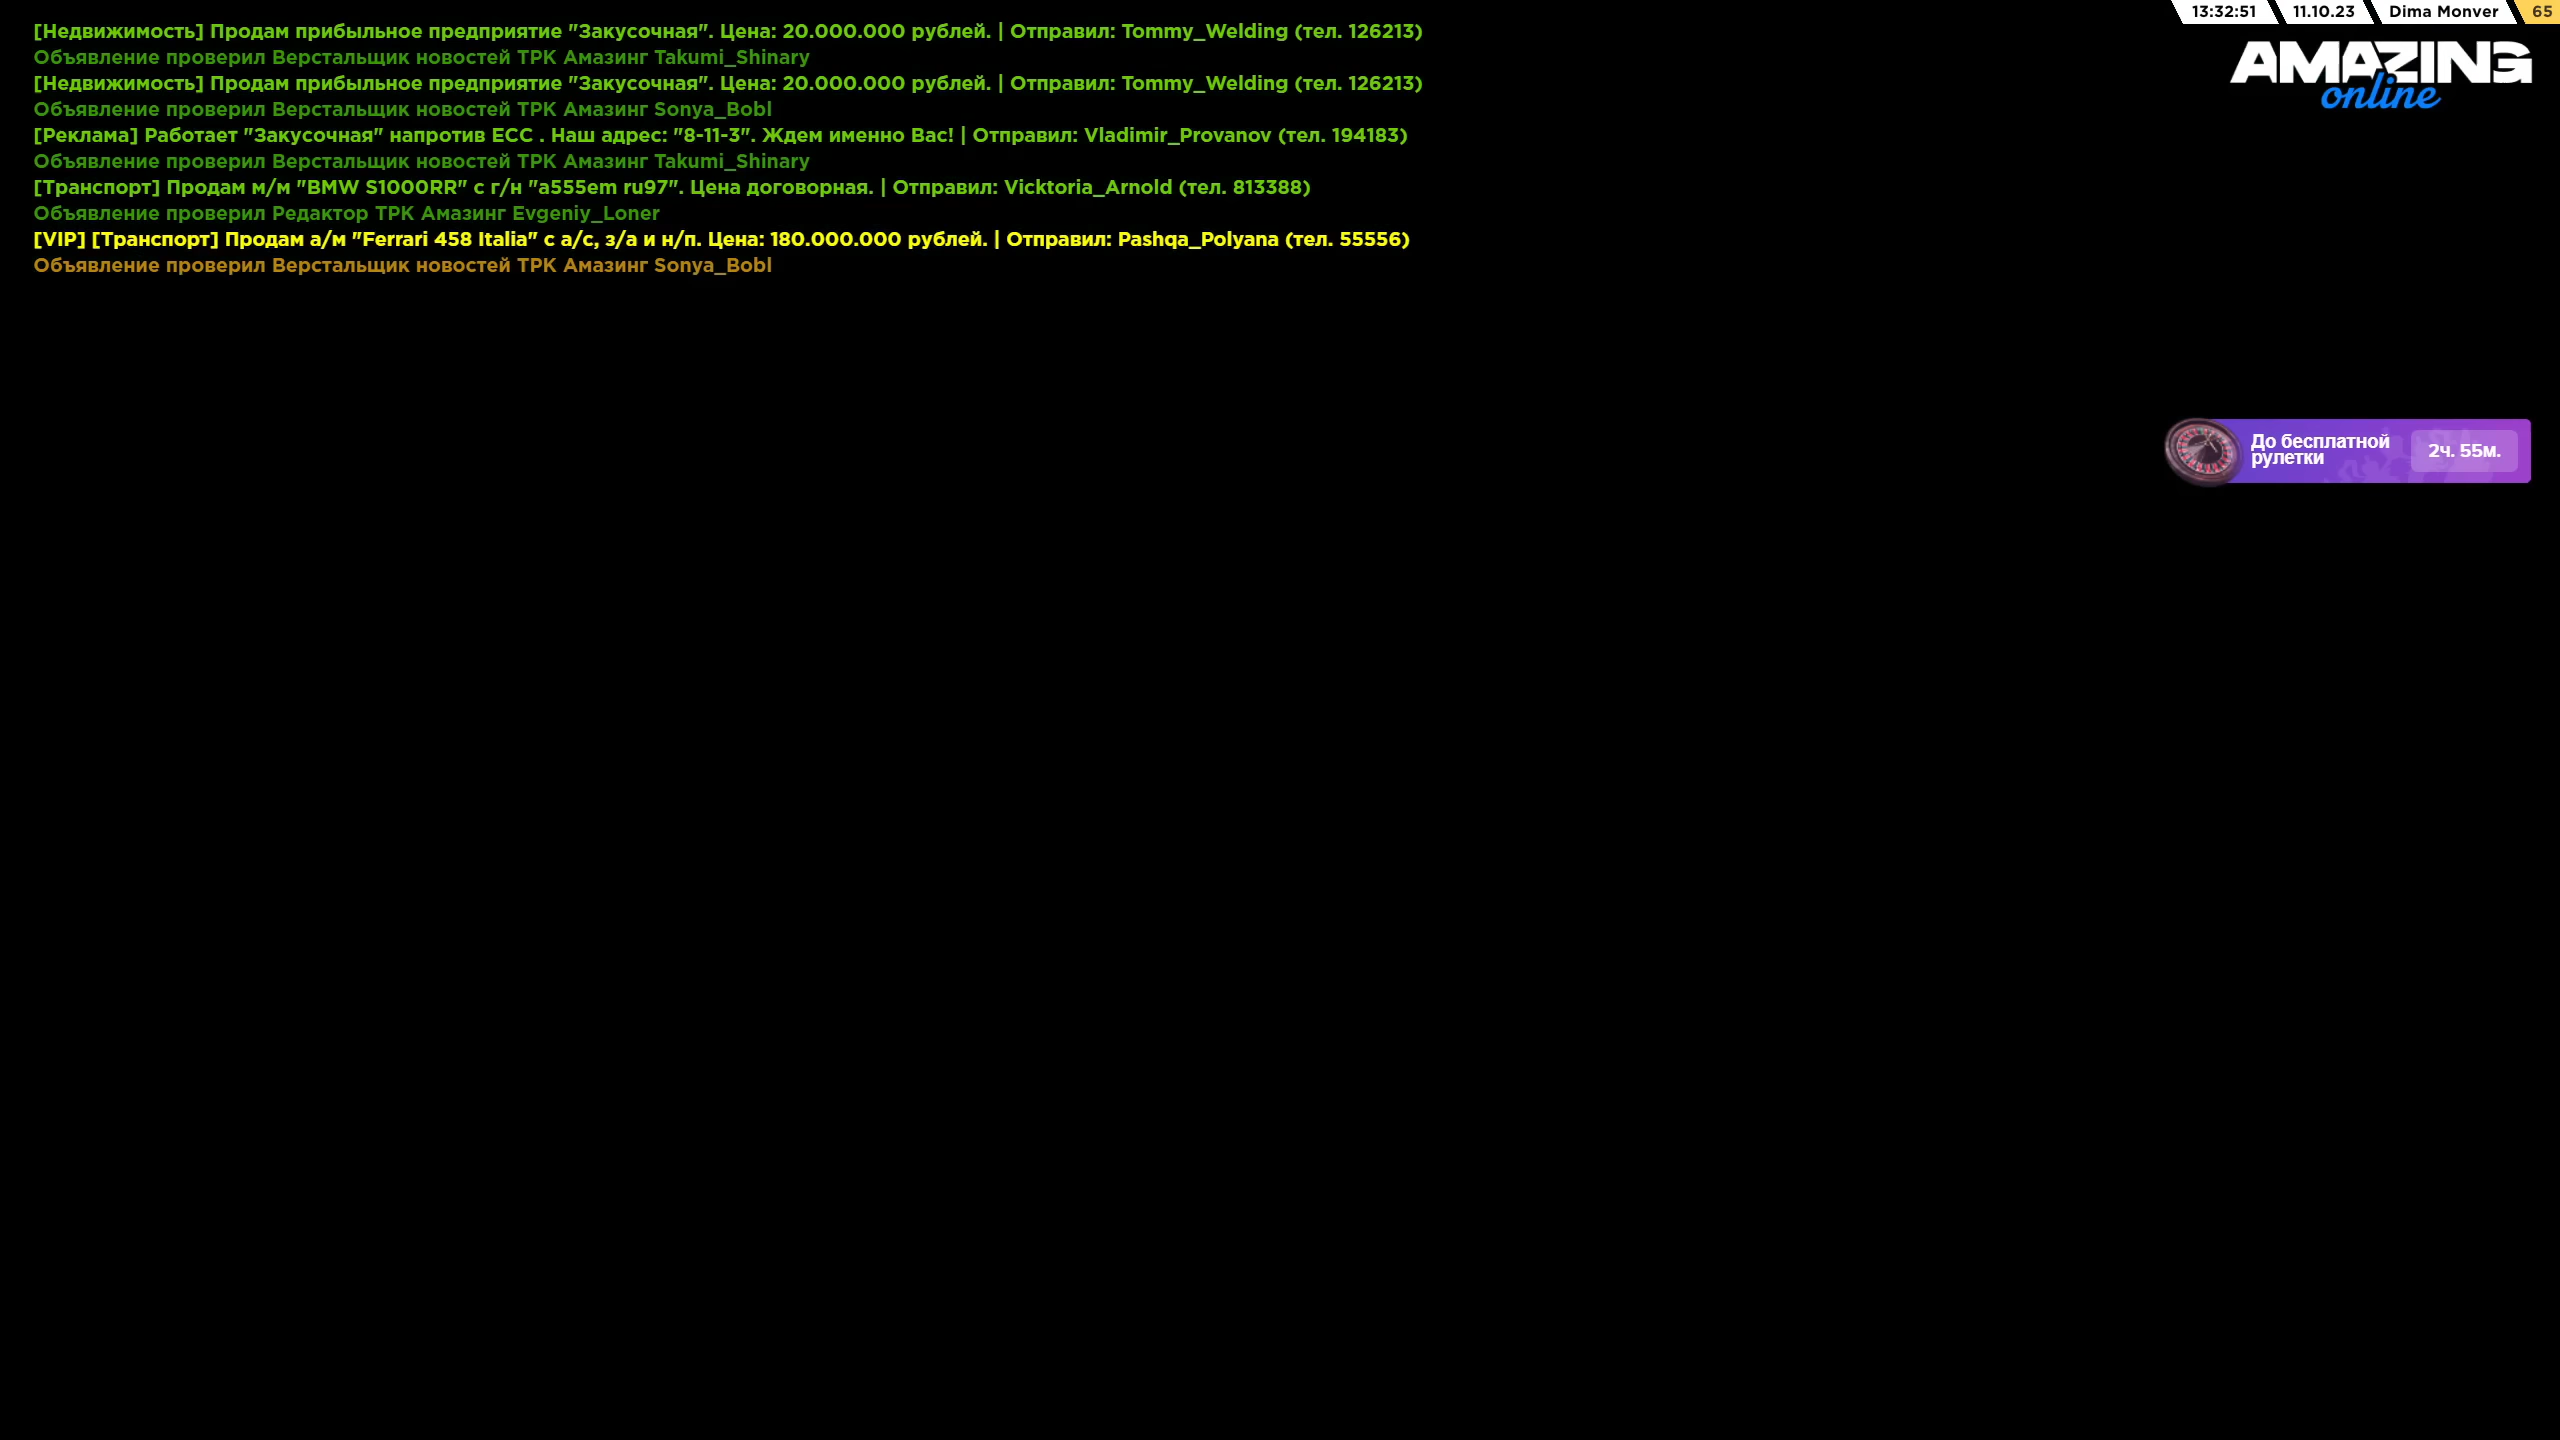 [Недвижимость] Продам прибыльное предприятие "Закусочная". Цена: 20.000.000 рублей. | Отправил: Tommy_Welding (тел. 126213)
Объявление проверил Верстальщик новостей ТРК Амазинг Takumi_Shinary
[Недвижимость] Продам прибыльное предприятие "Закусочная". Цена: 20.000.000 рублей. | Отправил: Tommy_Welding (тел. 126213)
Объявление проверил Верстальщик новостей ТРК Амазинг Sonya_Bobl
[Реклама] Работает "Закусочная" напротив ЕСС . Наш адрес: "8-11-3". Ждем именно Вас! | Отправил: Vladimir_Provanov (тел. 194183)
Объявление проверил Верстальщик новостей ТРК Амазинг Takumi_Shinary
[Транспорт] Продам м/м "BMW S1000RR" с г/н "a555em ru97". Цена договорная. | Отправил: Vicktoria_Arnold (тел. 813388)
Объявление проверил Редактор ТРК Амазинг Evgeniy_Loner
[VIP] [Транспорт] Продам а/м "Ferrari 458 Italia" с а/с, з/а и н/п. Цена: 180.000.000 рублей. | Отправил: Pashqa_Polyana (тел. 55556)
Объявление проверил Верстальщик новостей ТРК Амазинг Sonya_Bobl
13:32:51 11.10.23 Dima Monver 65
AMAZING
online
До бесплатной
рулетки
2ч. 55м.